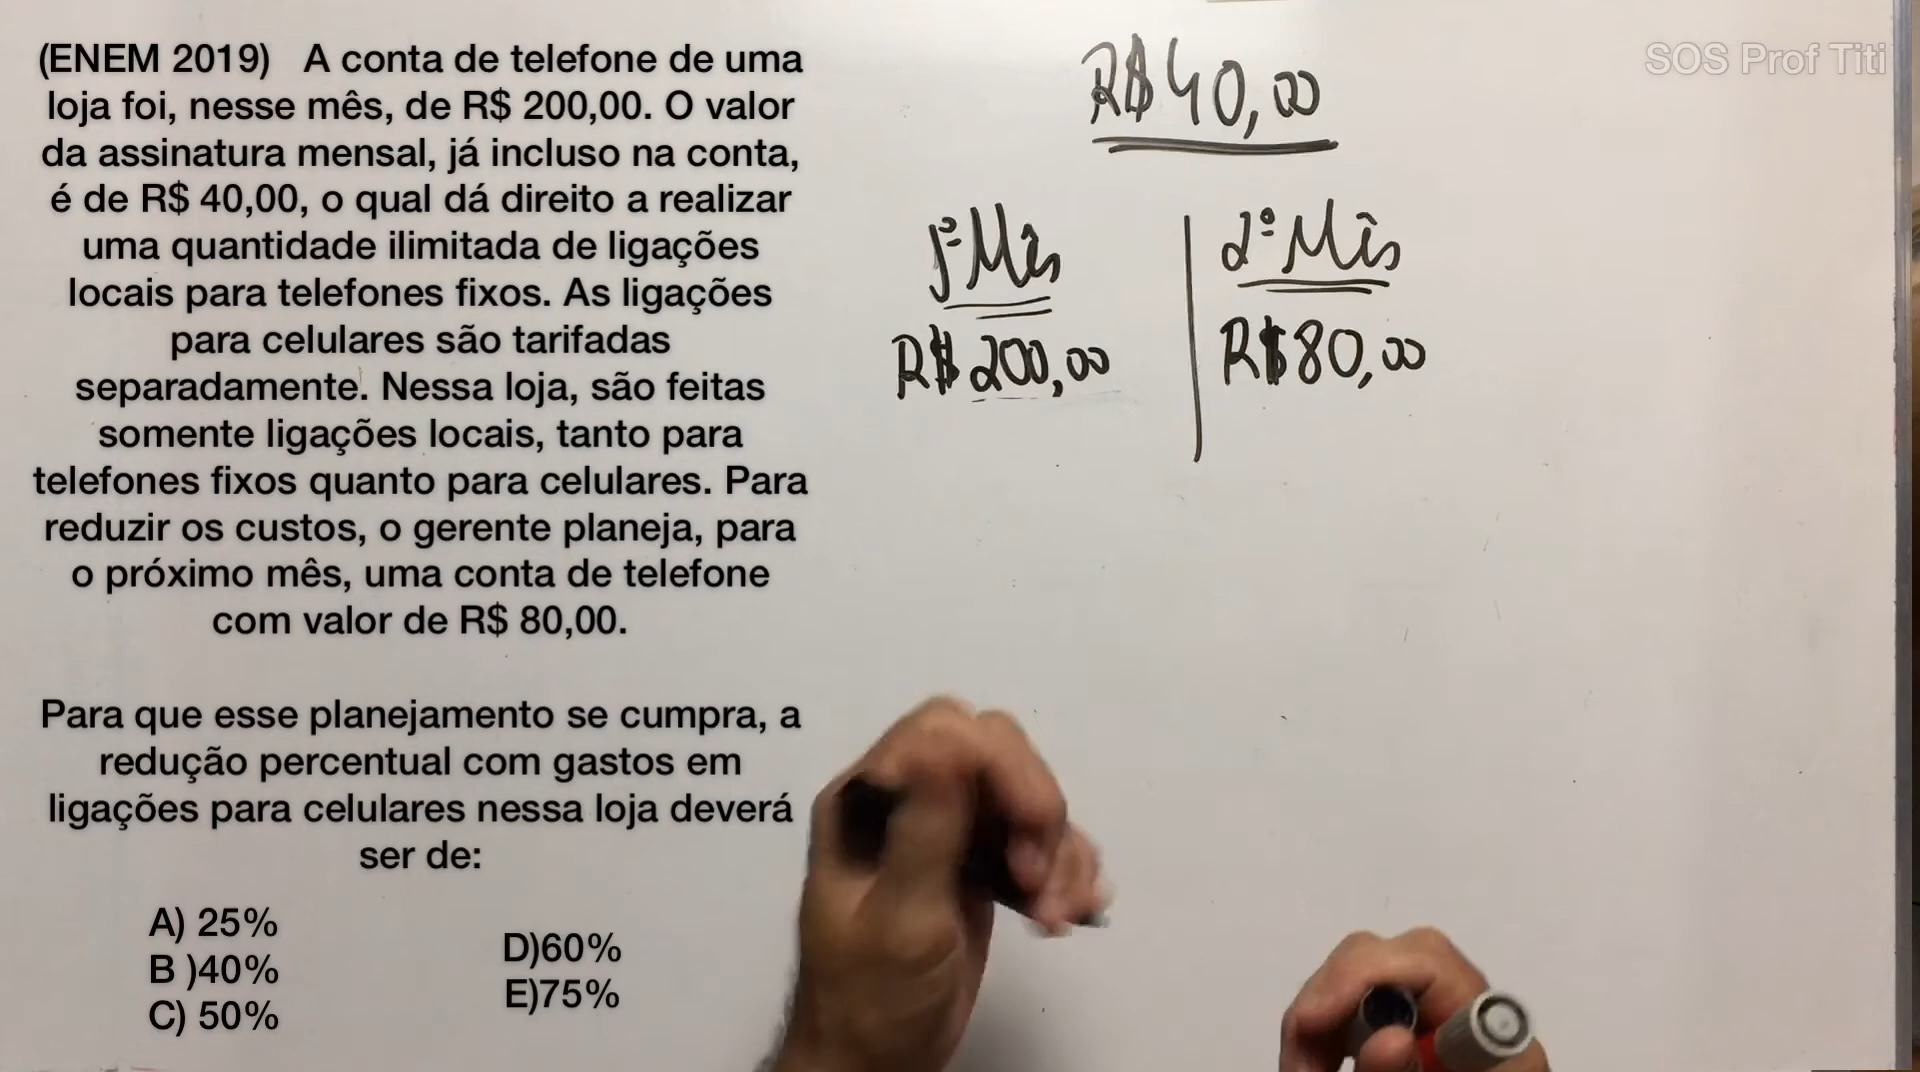 (ENEM 2019) A conta de telefone de uma
loja foi, nesse mês, de R$ 200,00. O valor
da assinatura mensal, já incluso na conta,
é de R$ 40,00, o qual dá direito a realizar
uma quantidade ilimitada de ligações
locais para telefones fixos. As ligações
para celulares são tarifadas
separadamente. Nessa loja, são feitas
somente ligações locais, tanto para
telefones fixos quanto para celulares. Para
reduzir os custos, o gerente planeja, para
o próximo mês, uma conta de telefone
com valor de R$ 80,00.
Para que esse planejamento se cumpra, a
redução percentual com gastos em
ligações para celulares nessa loja deverá
ser de:
A) 25%
B )40%
C) 50%
D)60%
E)75%
R$40,00
1º Mês
R$ 200,00
2º Mês
R$80,00
SOS Prof Titi